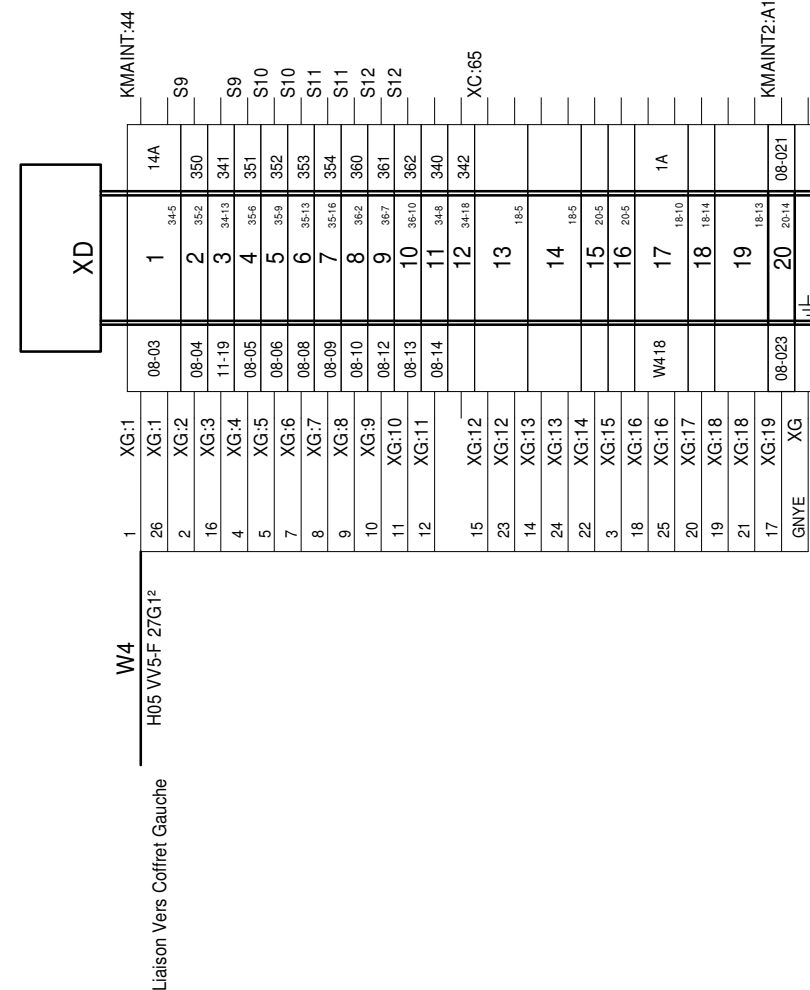 XD
KMAINT:44
S9
S9
S10
S10
S11
S11
S12
S12
XC:65
KMAINT2:A1
14A
350
341
351
352
353
354
360
361
362
340
342
1A
08-021
1 34-5
2 35-2
3 34-13
4 35-6
5 35-9
6 35-13
7 35-16
8 36-2
9 36-7
10 36-10
11 34-8
12 34-18
13 18-5
14 18-5
15 20-5
16 20-5
17 18-10
18 18-14
19 18-13
20 20-14
08-03
08-04
11-19
08-05
08-06
08-08
08-09
08-10
08-12
08-13
08-14
W418
08-023
1 XG:1
26 XG:1
2 XG:2
16 XG:3
4 XG:4
5 XG:5
7 XG:6
8 XG:7
9 XG:8
10 XG:9
11 XG:10
12 XG:11
15 XG:12
23 XG:12
14 XG:13
24 XG:13
22 XG:14
3 XG:15
18 XG:16
25 XG:16
20 XG:17
19 XG:18
21 XG:18
17 XG:19
GNYE XG
W4
H05 VV5-F 27G1²
Liaison Vers Coffret Gauche